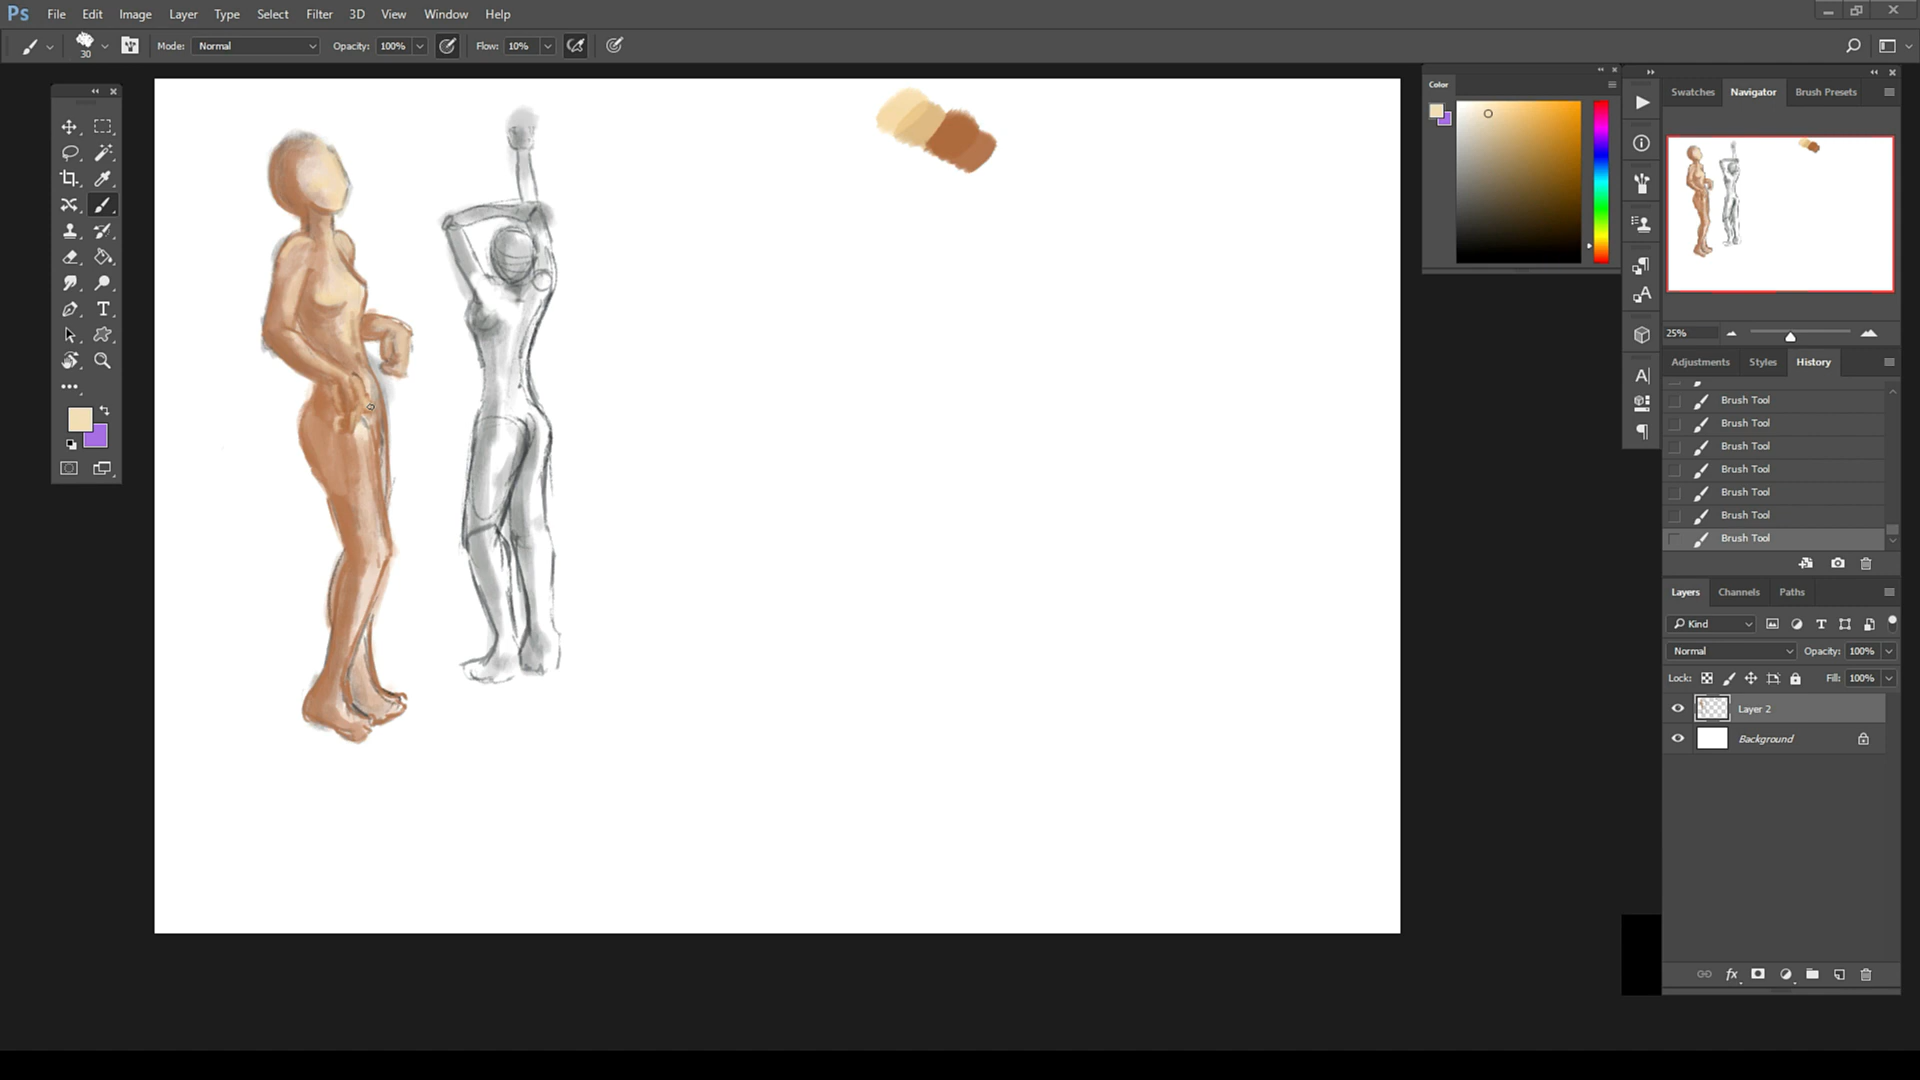 Ps File Edit Image Layer Type Select Filter 3D View Window Help
30 Mode: Normal Opacity: 100% Flow: 10%
Color
Swatches Navigator Brush Presets
25%
Adjustments Styles History
Brush Tool
Brush Tool
Brush Tool
Brush Tool
Brush Tool
Brush Tool
Brush Tool
Layers Channels Paths
Kind
Normal Opacity: 100%
Lock: Fill: 100%
Layer 2
Background
fx